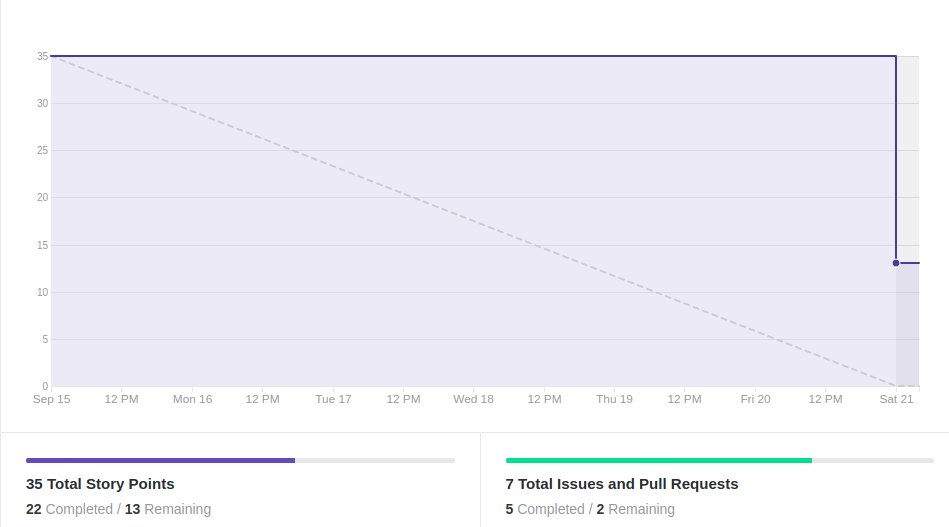 35
30
25
20
15
10
5
0
Sep 15 12 PM Mon 16 12 PM Tue 17 12 PM Wed 18 12 PM Thu 19 12 PM Fri 20 12 PM Sat 21
35 Total Story Points
22 Completed / 13 Remaining
7 Total Issues and Pull Requests
5 Completed / 2 Remaining